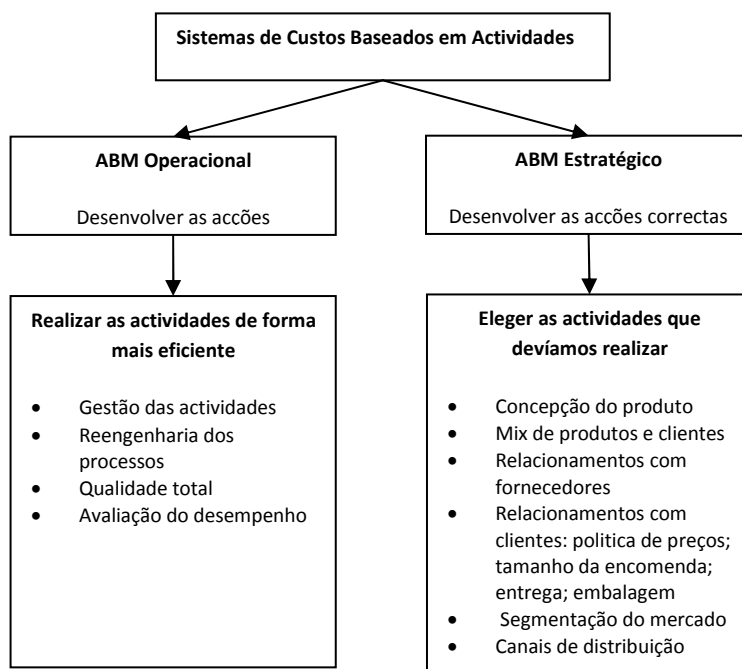 Sistemas de Custos Baseados em Actividades
ABM Operacional
Desenvolver as acções
ABM Estratégico
Desenvolver as acções correctas
Realizar as actividades de forma
mais eficiente
• Gestão das actividades
• Reengenharia dos
processos
• Qualidade total
• Avaliação do desempenho
Eleger as actividades que
devíamos realizar
• Concepção do produto
• Mix de produtos e clientes
• Relacionamentos com
fornecedores
• Relacionamentos com
clientes: politica de preços;
tamanho da encomenda;
entrega; embalagem
• Segmentação do mercado
• Canais de distribuição